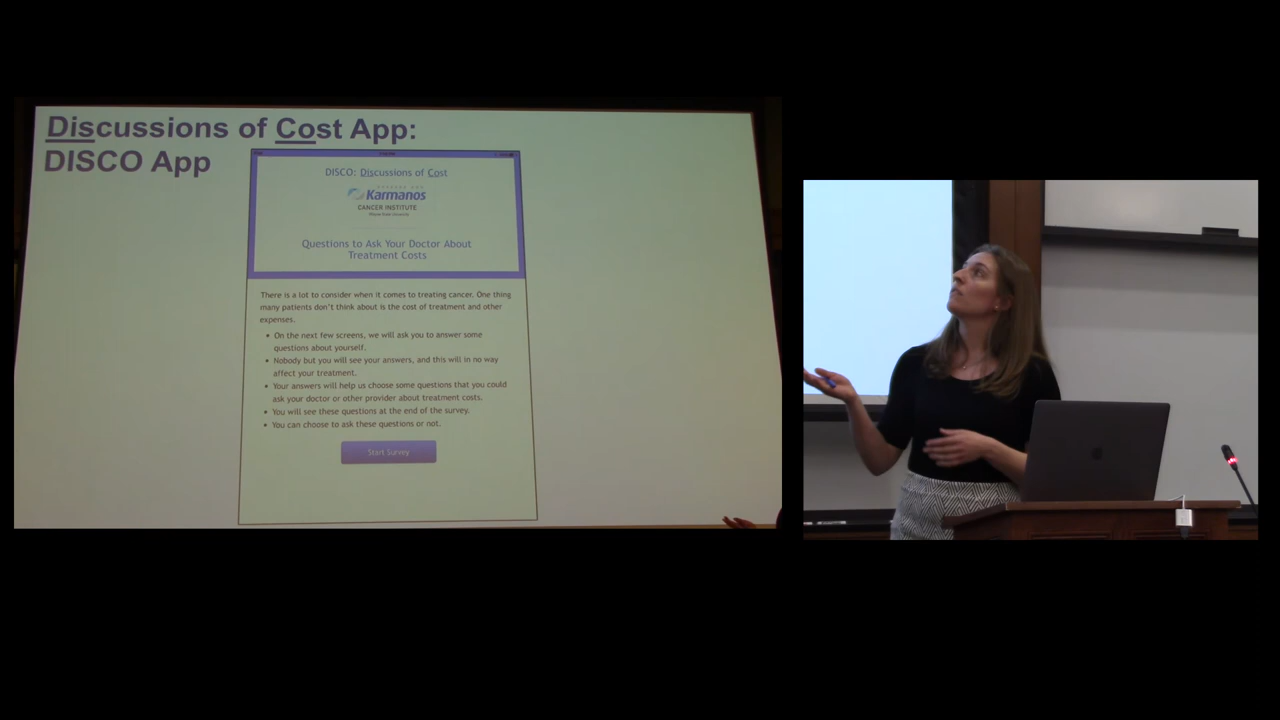 Discussions of Cost App:
DISCO App
DISCO: Discussions of Cost
Karmanos
CANCER INSTITUTE
Wayne State University
Questions to Ask Your Doctor About
Treatment Costs
There is a lot to consider when it comes to treating cancer. One thing
many patients don't think about is the cost of treatment and other
expenses.
• On the next few screens, we will ask you to answer some
questions about yourself.
• Nobody but you will see your answers, and this will in no way
affect your treatment.
• Your answers will help us choose some questions that you could
ask your doctor or other provider about treatment costs.
• You will see these questions at the end of the survey.
• You can choose to ask these questions or not.
Start Survey